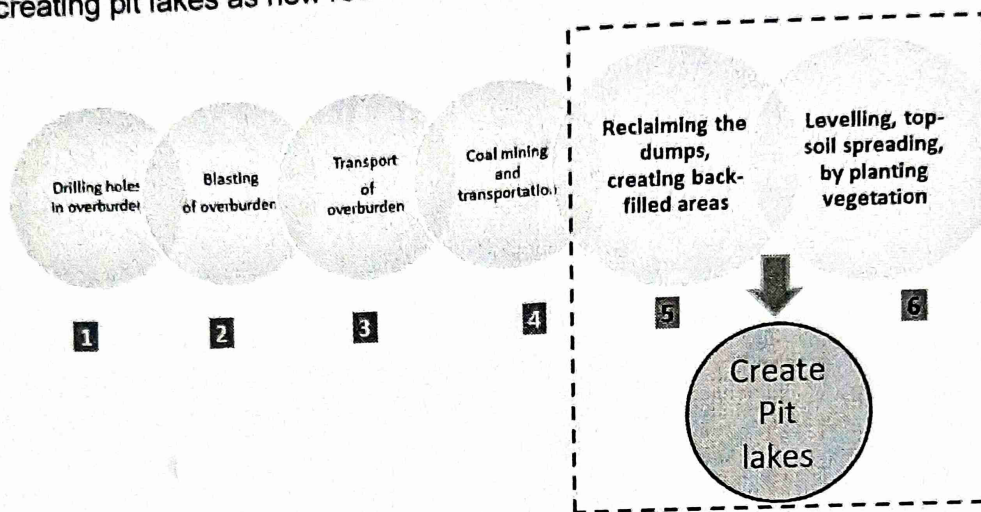 creating pit lakes as new
Drilling holes
in overburden
Blasting
of overburden
Transport
of
overburden
Coal mining
and
transportation
Reclaiming the
dumps,
creating back-
filled areas
Levelling, top-
soil spreading,
by planting
vegetation
1
2
3
4
5
6
Create
Pit
lakes